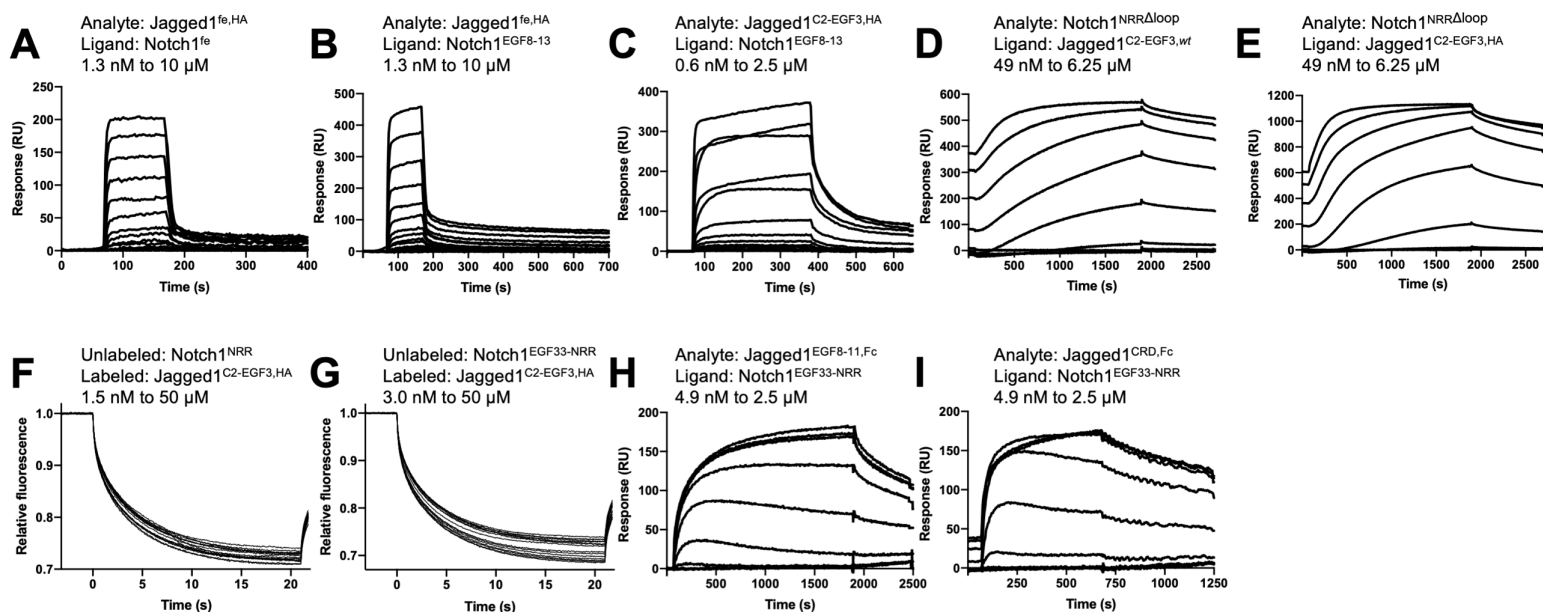 A
Analyte: Jagged1fe,HA
Ligand: Notch1fe
1.3 nM to 10 µM
250
200
150
100
50
0
Response (RU)
0 100 200 300 400
Time (s)
B
Analyte: Jagged1fe,HA
Ligand: Notch1EGF8-13
1.3 nM to 10 µM
500
400
300
200
100
0
Response (RU)
100 200 300 400 500 600 700
Time (s)
C
Analyte: Jagged1C2-EGF3,HA
Ligand: Notch1EGF8-13
0.6 nM to 2.5 µM
400
300
200
100
0
Response (RU)
100 200 300 400 500 600
Time (s)
D
Analyte: Notch1NRRΔloop
Ligand: Jagged1C2-EGF3,wt
49 nM to 6.25 µM
600
500
400
300
200
100
0
Response (RU)
500 1000 1500 2000 2500
Time (s)
E
Analyte: Notch1NRRΔloop
Ligand: Jagged1C2-EGF3,HA
49 nM to 6.25 µM
1200
1000
800
600
400
200
0
Response (RU)
500 1000 1500 2000 2500
Time (s)
F
Unlabeled: Notch1NRR
Labeled: Jagged1C2-EGF3,HA
1.5 nM to 50 µM
1.0
0.9
0.8
0.7
Relative fluorescence
0 5 10 15 20
Time (s)
G
Unlabeled: Notch1EGF33-NRR
Labeled: Jagged1C2-EGF3,HA
3.0 nM to 50 µM
1.0
0.9
0.8
0.7
Relative fluorescence
0 5 10 15 20
Time (s)
H
Analyte: Jagged1EGF8-11,Fc
Ligand: Notch1EGF33-NRR
4.9 nM to 2.5 µM
200
150
100
50
0
Response (RU)
500 1000 1500 2000 2500
Time (s)
I
Analyte: Jagged1CRD,Fc
Ligand: Notch1EGF33-NRR
4.9 nM to 2.5 µM
200
150
100
50
0
Response (RU)
250 500 750 1000 1250
Time (s)